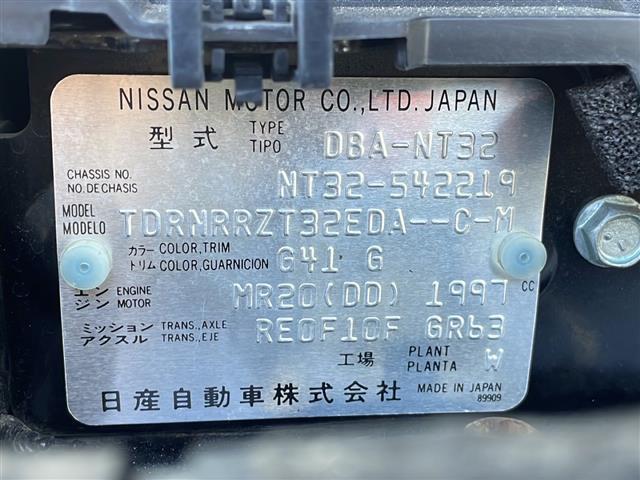 NISSAN MOTOR CO.,LTD. JAPAN
型式 TYPE TIPO DBA-NT32
CHASSIS NO. NO. DE CHASIS NT32-542219
MODEL MODELO TDRNRRZT32EDA--C-M
カラー COLOR, TRIM
トリム COLOR, GUARNICION G41 G
エンジン ENGINE MOTOR MR20(DD) 1997 CC
ミッション TRANS., AXLE
アクスル TRANS., EJE RE0F10F GR63
工場 PLANT PLANTA W
日産自動車株式会社 MADE IN JAPAN
89909